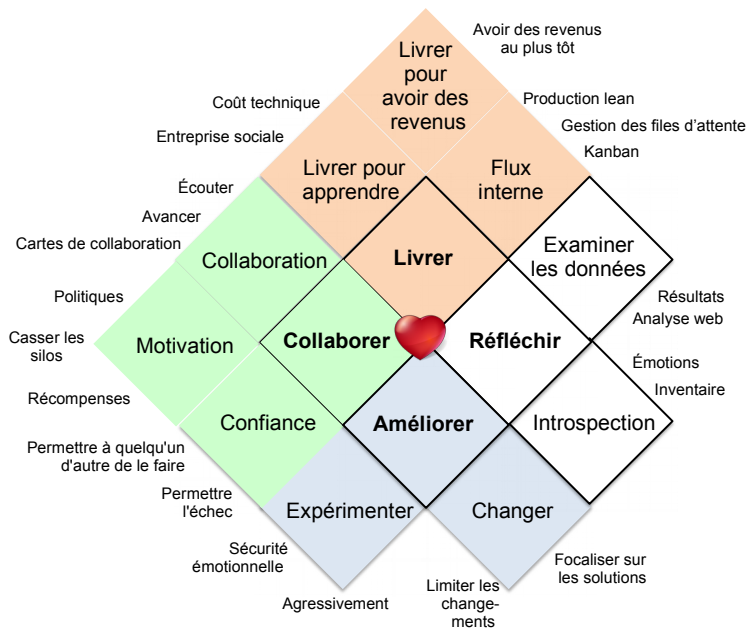 Avoir des revenus
au plus tôt
Livrer
pour
avoir des
revenus
Coût technique
Production lean
Entreprise sociale
Gestion des files d'attente
Kanban
Livrer pour
apprendre
Flux
interne
Écouter
Avancer
Cartes de collaboration
Collaboration
Livrer
Examiner
les données
Politiques
Résultats
Analyse web
Casser les
silos
Motivation
Collaborer
Réfléchir
Émotions
Inventaire
Récompenses
Confiance
Améliorer
Introspection
Permettre à quelqu'un
d'autre de le faire
Permettre
l'échec
Expérimenter
Changer
Sécurité
émotionnelle
Focaliser sur
les solutions
Agressivement
Limiter les
change-
ments